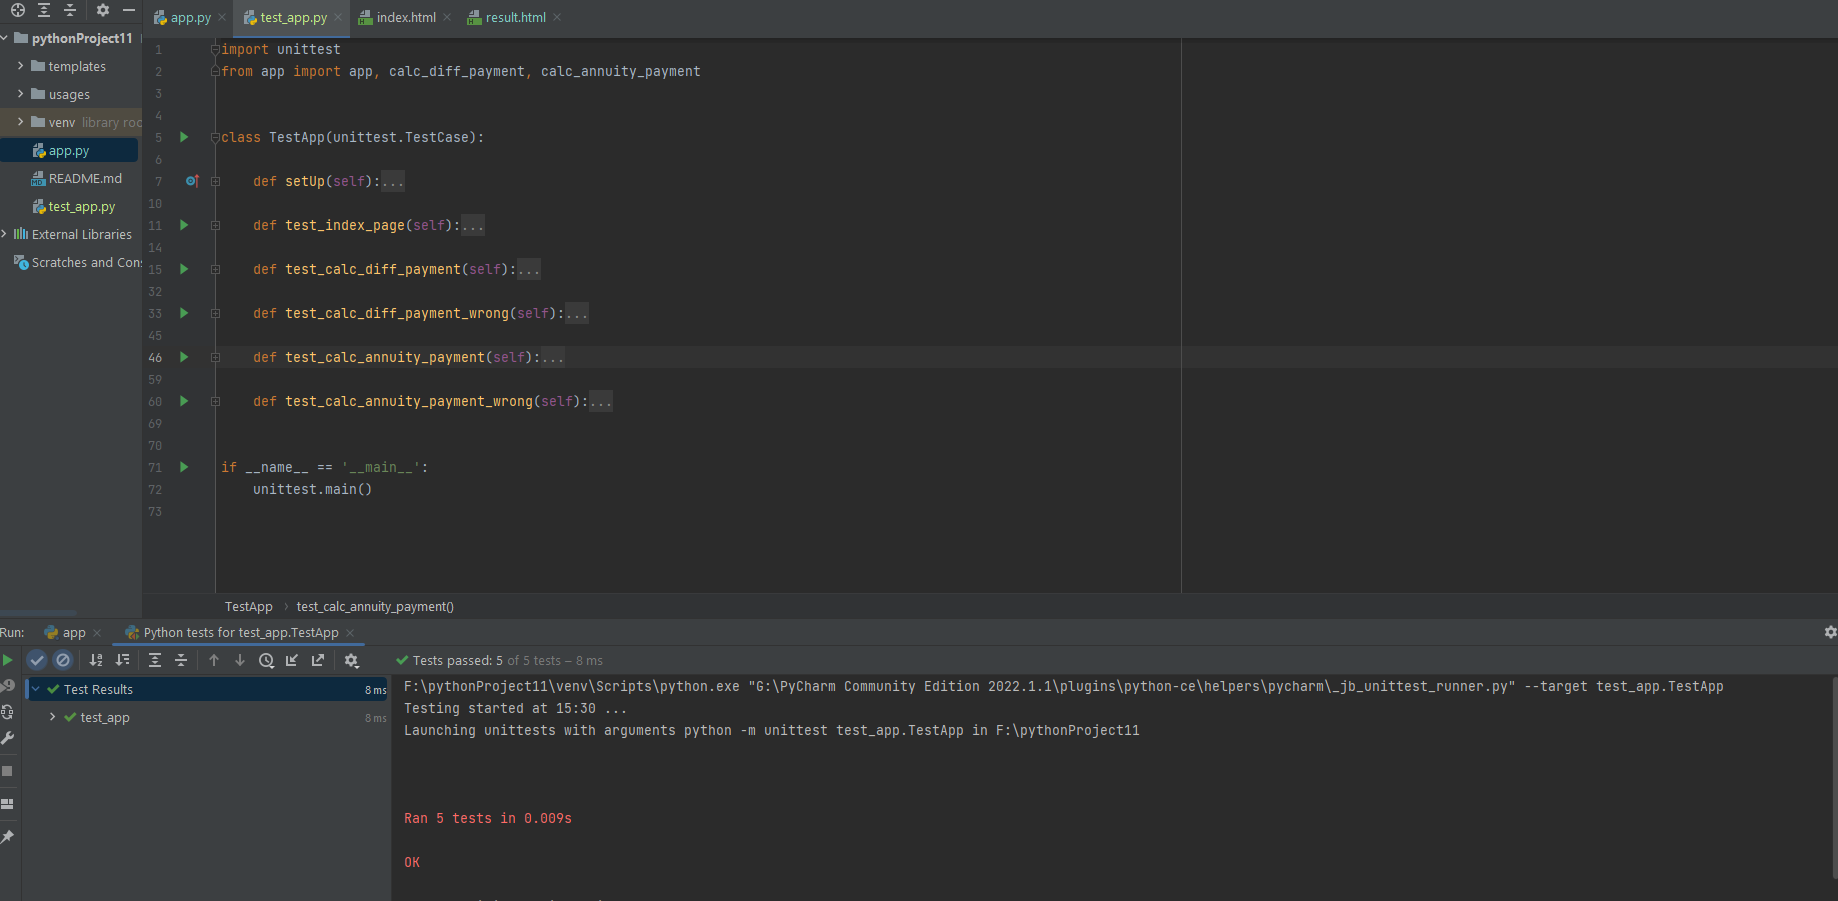 app.py
test_app.py
index.html
result.html
pythonProject11
templates
usages
venv library roo
app.py
README.md
test_app.py
External Libraries
Scratches and Con
1 import unittest
2 from app import app, calc_diff_payment, calc_annuity_payment
3
4
5 class TestApp(unittest.TestCase):
6
7 def setUp(self):...
10
11 def test_index_page(self):...
14
15 def test_calc_diff_payment(self):...
32
33 def test_calc_diff_payment_wrong(self):...
45
46 def test_calc_annuity_payment(self):...
59
60 def test_calc_annuity_payment_wrong(self):...
69
70
71 if __name__ == '__main__':
72 unittest.main()
73
TestApp › test_calc_annuity_payment()
Run: app Python tests for test_app.TestApp
Tests passed: 5 of 5 tests – 8 ms
Test Results 8 ms
test_app 8 ms
F:\pythonProject11\venv\Scripts\python.exe "G:\PyCharm Community Edition 2022.1.1\plugins\python-ce\helpers\pycharm\_jb_unittest_runner.py" --target test_app.TestApp
Testing started at 15:30 ...
Launching unittests with arguments python -m unittest test_app.TestApp in F:\pythonProject11
Ran 5 tests in 0.009s
OK